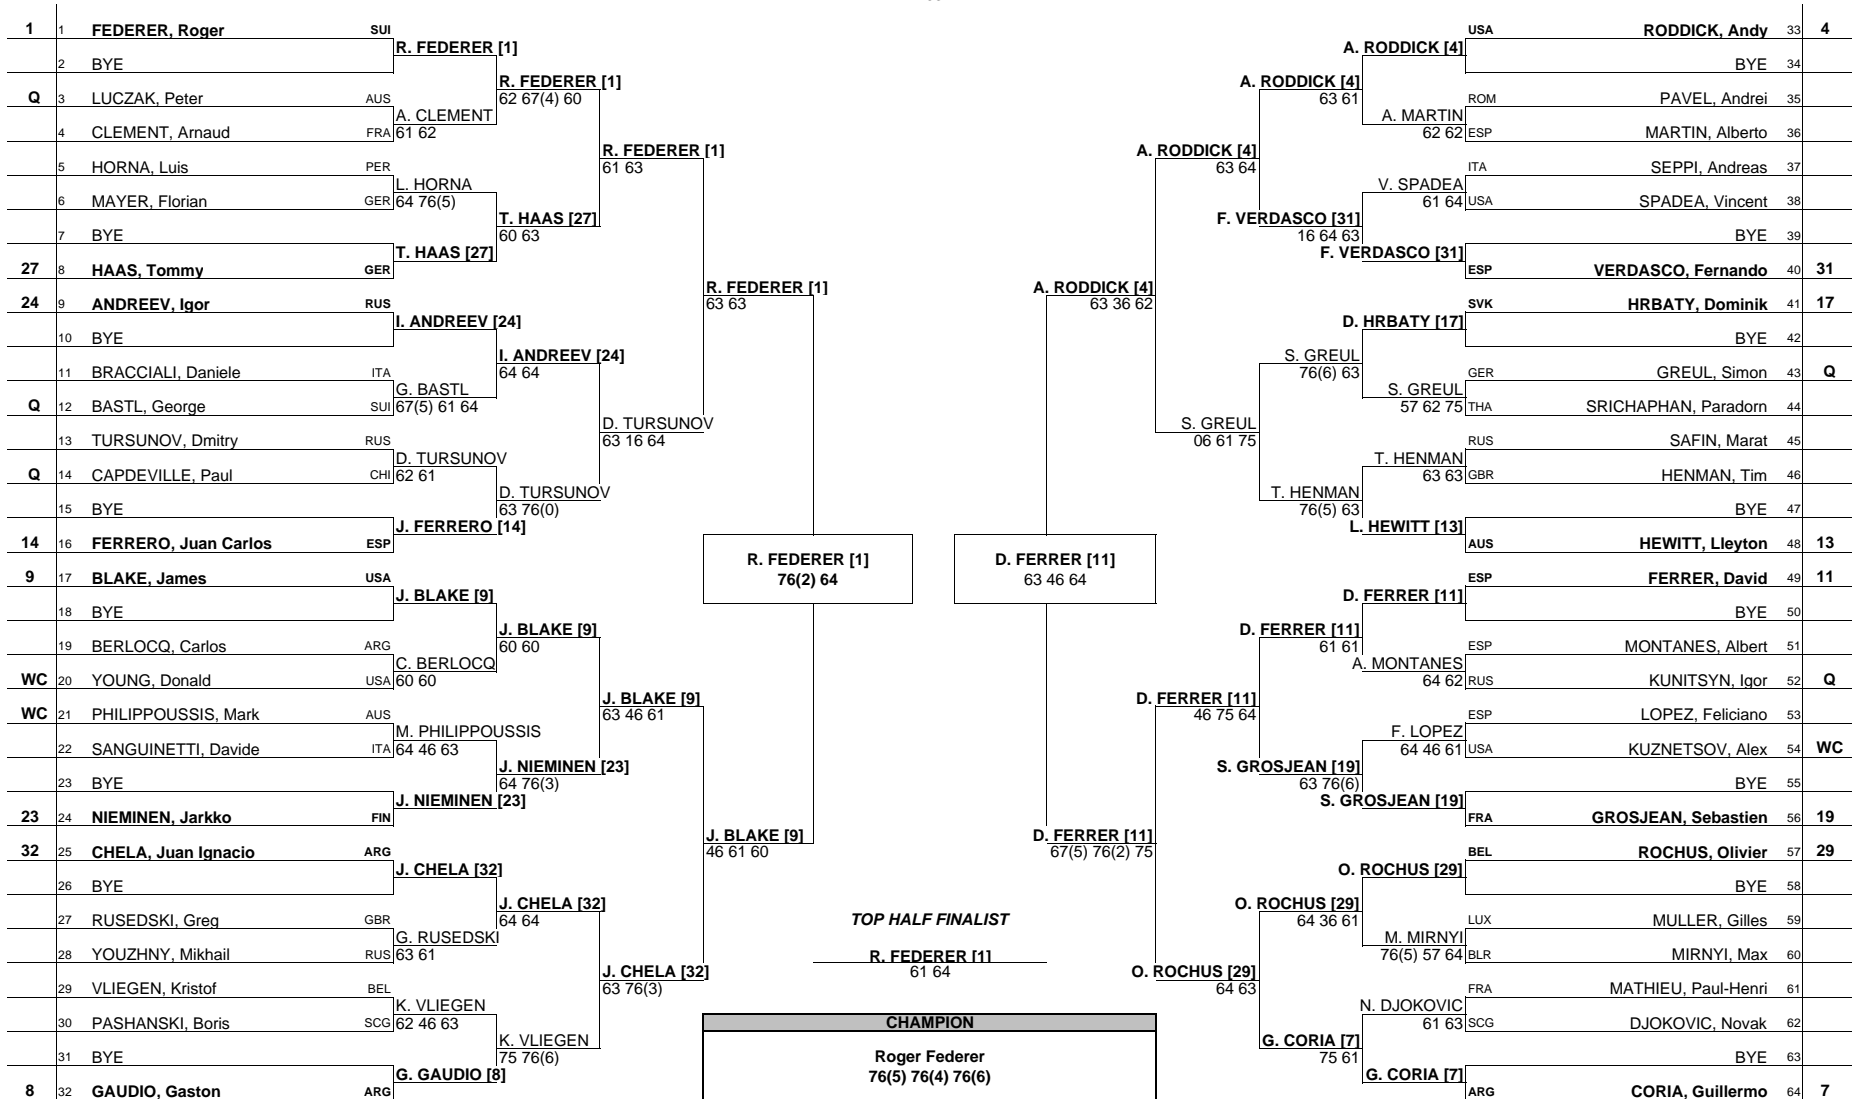 1 1 FEDERER, Roger SUI
2 BYE
Q 3 LUCZAK, Peter AUS
4 CLEMENT, Arnaud FRA
5 HORNA, Luis PER
6 MAYER, Florian GER
7 BYE
27 8 HAAS, Tommy GER
24 9 ANDREEV, Igor RUS
10 BYE
11 BRACCIALI, Daniele ITA
Q 12 BASTL, George SUI
13 TURSUNOV, Dmitry RUS
Q 14 CAPDEVILLE, Paul CHI
15 BYE
14 16 FERRERO, Juan Carlos ESP
9 17 BLAKE, James USA
18 BYE
19 BERLOCQ, Carlos ARG
WC 20 YOUNG, Donald USA
WC 21 PHILIPPOUSSIS, Mark AUS
22 SANGUINETTI, Davide ITA
23 BYE
23 24 NIEMINEN, Jarkko FIN
32 25 CHELA, Juan Ignacio ARG
26 BYE
27 RUSEDSKI, Greg GBR
28 YOUZHNY, Mikhail RUS
29 VLIEGEN, Kristof BEL
30 PASHANSKI, Boris SCG
31 BYE
8 32 GAUDIO, Gaston ARG
R. FEDERER [1]
A. CLEMENT
61 62
L. HORNA
64 76(5)
T. HAAS [27]
I. ANDREEV [24]
G. BASTL
67(5) 61 64
D. TURSUNOV
62 61
J. FERRERO [14]
J. BLAKE [9]
C. BERLOCQ
60 60
M. PHILIPPOUSSIS
64 46 63
J. NIEMINEN [23]
J. CHELA [32]
G. RUSEDSKI
63 61
K. VLIEGEN
62 46 63
G. GAUDIO [8]
R. FEDERER [1]
62 67(4) 60
T. HAAS [27]
60 63
I. ANDREEV [24]
64 64
D. TURSUNOV
63 76(0)
J. BLAKE [9]
60 60
J. NIEMINEN [23]
64 76(3)
J. CHELA [32]
64 64
K. VLIEGEN
75 76(6)
R. FEDERER [1]
61 63
D. TURSUNOV
63 16 64
J. BLAKE [9]
63 46 61
J. CHELA [32]
63 76(3)
R. FEDERER [1]
63 63
J. BLAKE [9]
46 61 60
R. FEDERER [1]
76(2) 64
D. FERRER [11]
63 46 64
TOP HALF FINALIST
R. FEDERER [1]
61 64
CHAMPION
Roger Federer
76(5) 76(4) 76(6)
A. RODDICK [4]
63 36 62
D. FERRER [11]
67(5) 76(2) 75
A. RODDICK [4]
63 64
S. GREUL
06 61 75
D. FERRER [11]
46 75 64
O. ROCHUS [29]
64 63
A. RODDICK [4]
63 61
F. VERDASCO [31]
16 64 63
S. GREUL
76(6) 63
T. HENMAN
76(5) 63
D. FERRER [11]
61 61
S. GROSJEAN [19]
63 76(6)
O. ROCHUS [29]
64 36 61
G. CORIA [7]
75 61
A. RODDICK [4]
A. MARTIN
62 62
V. SPADEA
61 64
F. VERDASCO [31]
D. HRBATY [17]
S. GREUL
57 62 75
T. HENMAN
63 63
L. HEWITT [13]
D. FERRER [11]
A. MONTANES
64 62
F. LOPEZ
64 46 61
S. GROSJEAN [19]
O. ROCHUS [29]
M. MIRNYI
76(5) 57 64
N. DJOKOVIC
61 63
G. CORIA [7]
USA RODDICK, Andy 33 4
BYE 34
ROM PAVEL, Andrei 35
ESP MARTIN, Alberto 36
ITA SEPPI, Andreas 37
USA SPADEA, Vincent 38
BYE 39
ESP VERDASCO, Fernando 40 31
SVK HRBATY, Dominik 41 17
BYE 42
GER GREUL, Simon 43 Q
THA SRICHAPHAN, Paradorn 44
RUS SAFIN, Marat 45
GBR HENMAN, Tim 46
BYE 47
AUS HEWITT, Lleyton 48 13
ESP FERRER, David 49 11
BYE 50
ESP MONTANES, Albert 51
RUS KUNITSYN, Igor 52 Q
ESP LOPEZ, Feliciano 53
USA KUZNETSOV, Alex 54 WC
BYE 55
FRA GROSJEAN, Sebastien 56 19
BEL ROCHUS, Olivier 57 29
BYE 58
LUX MULLER, Gilles 59
BLR MIRNYI, Max 60
FRA MATHIEU, Paul-Henri 61
SCG DJOKOVIC, Novak 62
BYE 63
ARG CORIA, Guillermo 64 7